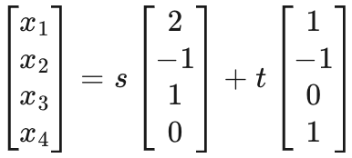 [x₁ x₂ x₃ x₄]ᵀ = s [2 −1 1 0]ᵀ + t [1 −1 0 1]ᵀ